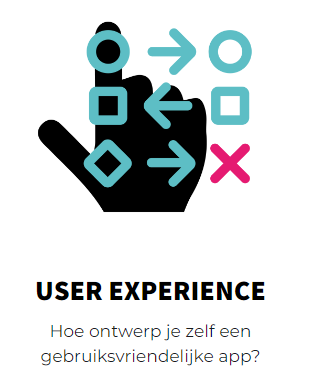 USER EXPERIENCE
Hoe ontwerp je zelf een
gebruiksvriendelijke app?